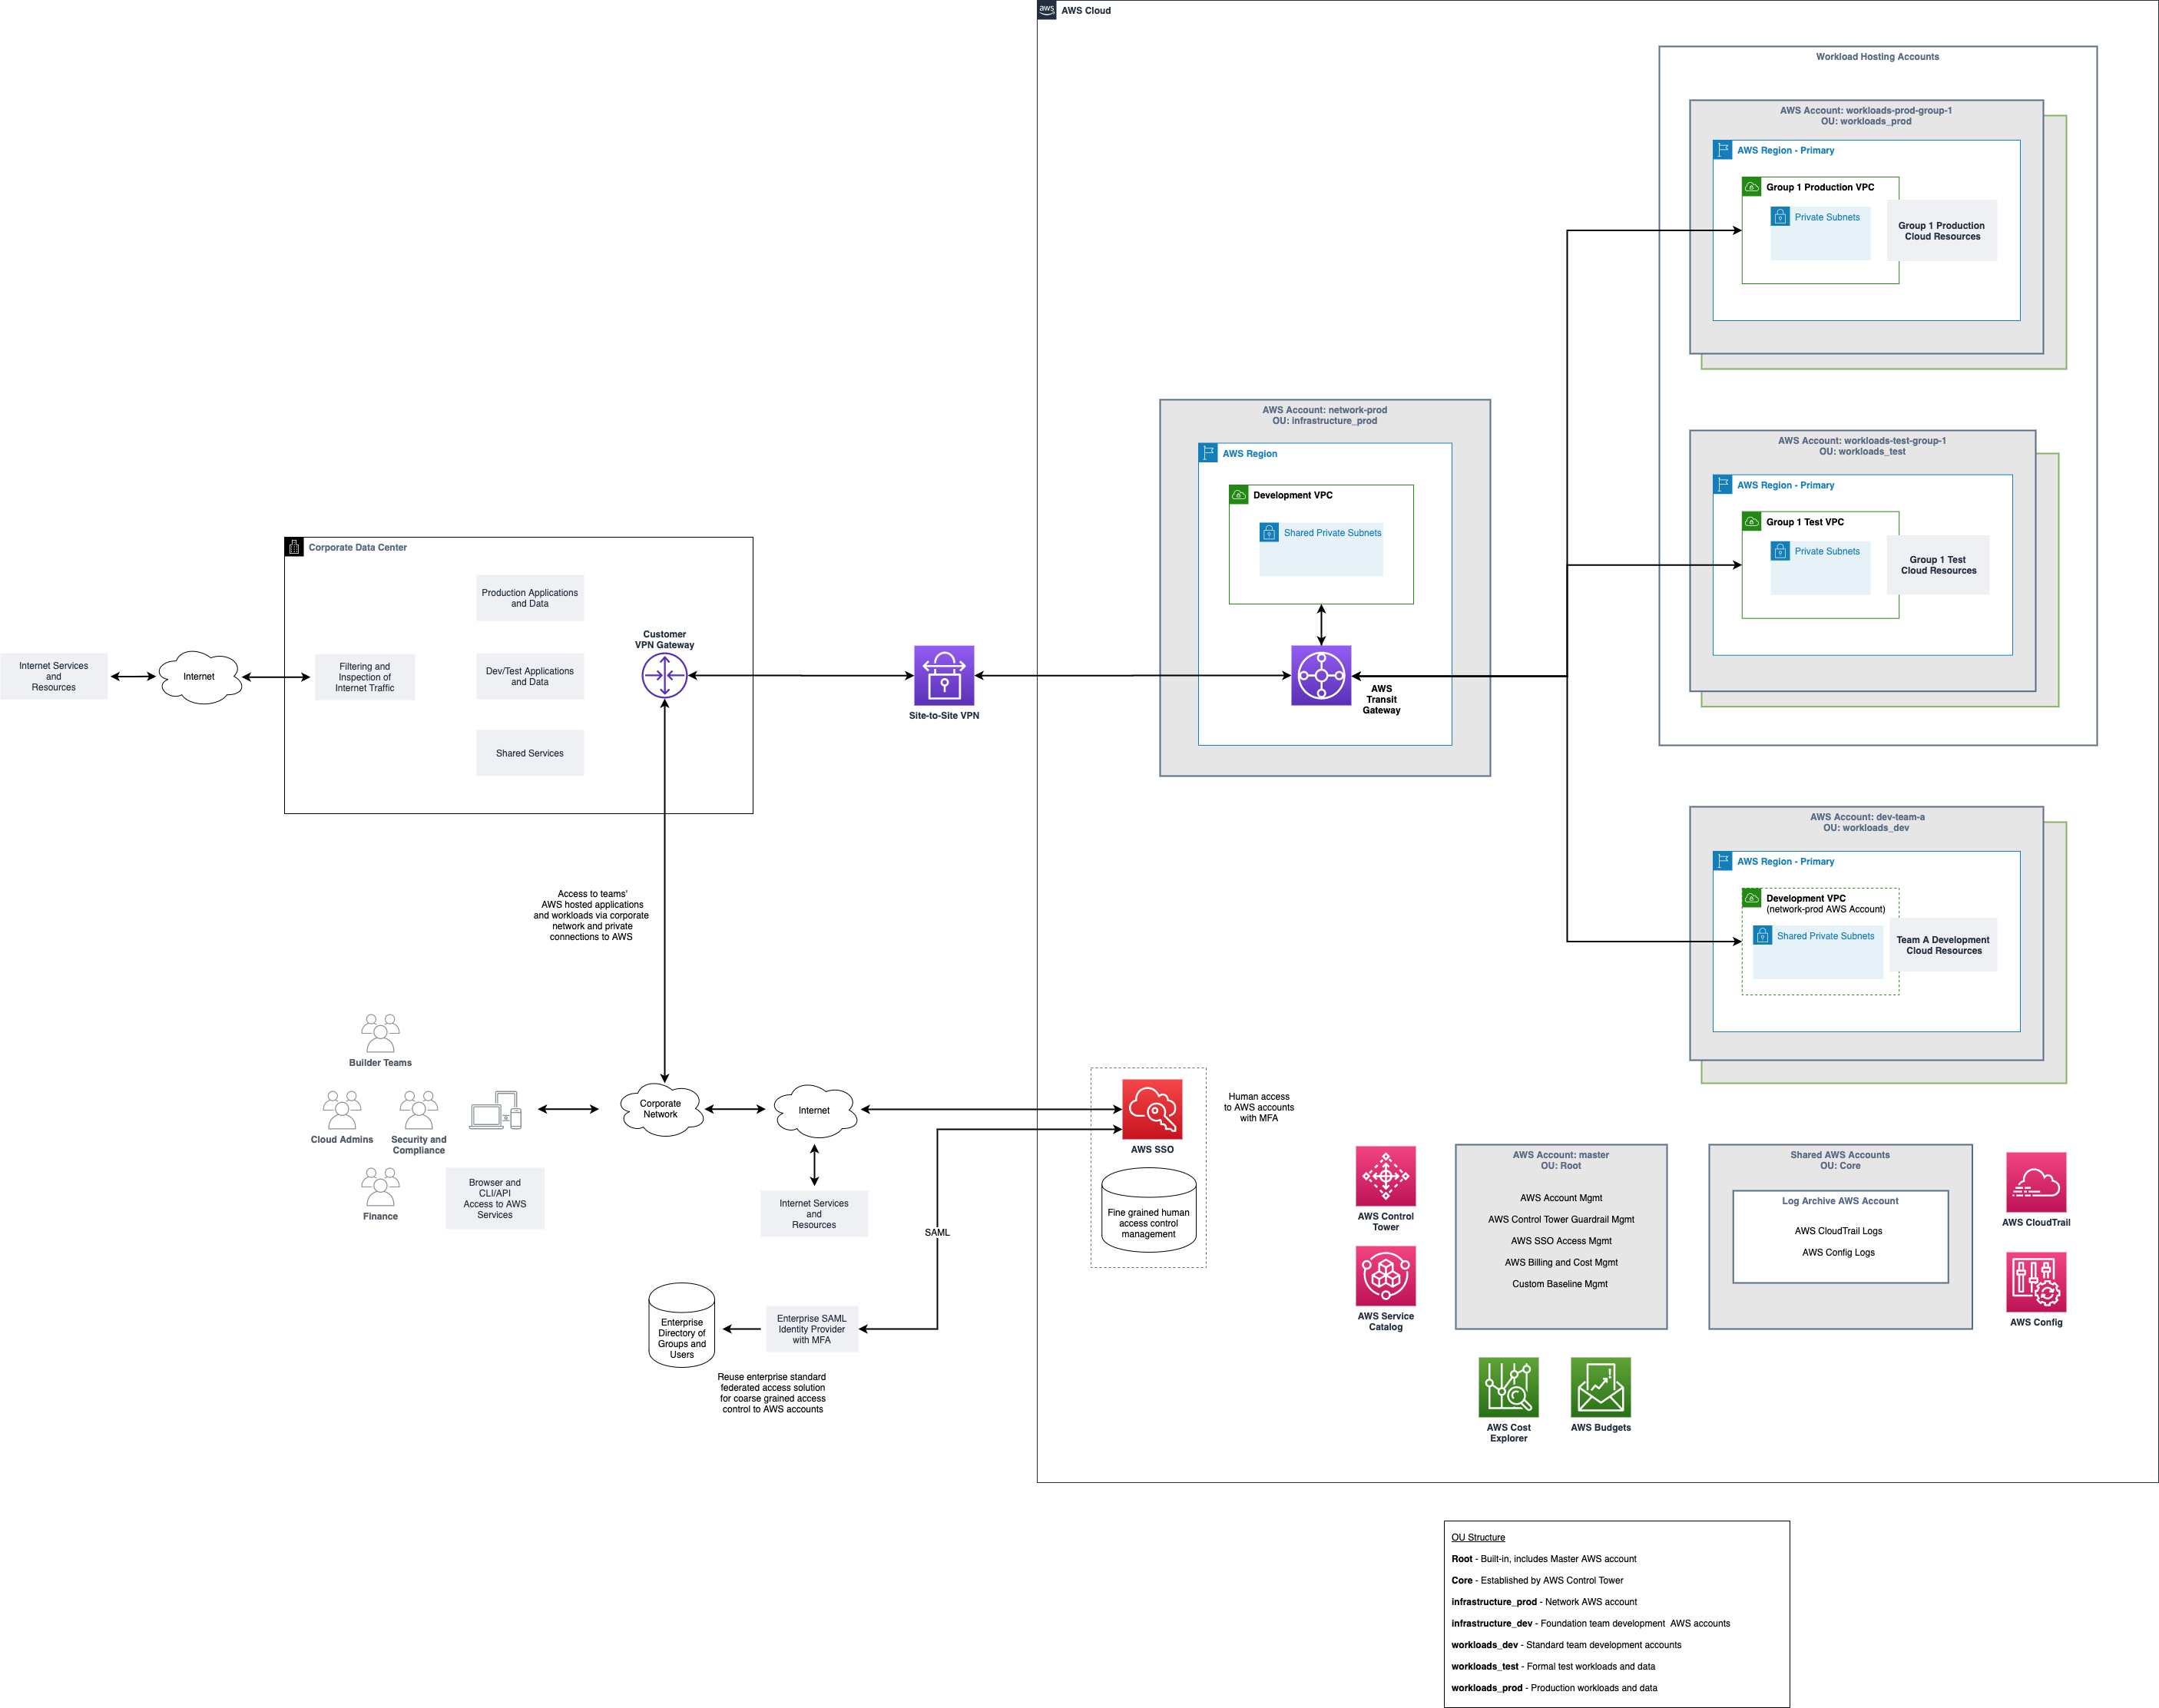 aws
AWS Cloud
Workload Hosting Accounts
AWS Account: workloads-prod-group-1
OU: workloads_prod
AWS Region - Primary
Group 1 Production VPC
Private Subnets
Group 1 Production
Cloud Resources
AWS Account: network-prod
OU: infrastructure_prod
AWS Region
Development VPC
Shared Private Subnets
AWS
Transit
Gateway
AWS Account: workloads-test-group-1
OU: workloads_test
AWS Region - Primary
Group 1 Test VPC
Private Subnets
Group 1 Test
Cloud Resources
Corporate Data Center
Production Applications
and Data
Customer
VPN Gateway
Internet Services
and
Resources
Internet
Filtering and
Inspection of
Internet Traffic
Dev/Test Applications
and Data
Shared Services
Site-to-Site VPN
AWS Account: dev-team-a
OU: workloads_dev
AWS Region - Primary
Development VPC
(network-prod AWS Account)
Shared Private Subnets
Team A Development
Cloud Resources
Access to teams'
AWS hosted applications
and workloads via corporate
network and private
connections to AWS
Builder Teams
Cloud Admins
Security and
Compliance
Finance
Browser and
CLI/API
Access to AWS
Services
Corporate
Network
Internet
Internet Services
and
Resources
SAML
Enterprise
Directory of
Groups and
Users
Enterprise SAML
Identity Provider
with MFA
Reuse enterprise standard
federated access solution
for coarse grained access
control to AWS accounts
AWS SSO
Fine grained human
access control
management
Human access
to AWS accounts
with MFA
AWS Control
Tower
AWS Service
Catalog
AWS Account: master
OU: Root
AWS Account Mgmt
AWS Control Tower Guardrail Mgmt
AWS SSO Access Mgmt
AWS Billing and Cost Mgmt
Custom Baseline Mgmt
Shared AWS Accounts
OU: Core
Log Archive AWS Account
AWS CloudTrail Logs
AWS Config Logs
AWS CloudTrail
AWS Config
AWS Cost
Explorer
AWS Budgets
OU Structure
Root - Built-in, includes Master AWS account
Core - Established by AWS Control Tower
infrastructure_prod - Network AWS account
infrastructure_dev - Foundation team development AWS accounts
workloads_dev - Standard team development accounts
workloads_test - Formal test workloads and data
workloads_prod - Production workloads and data